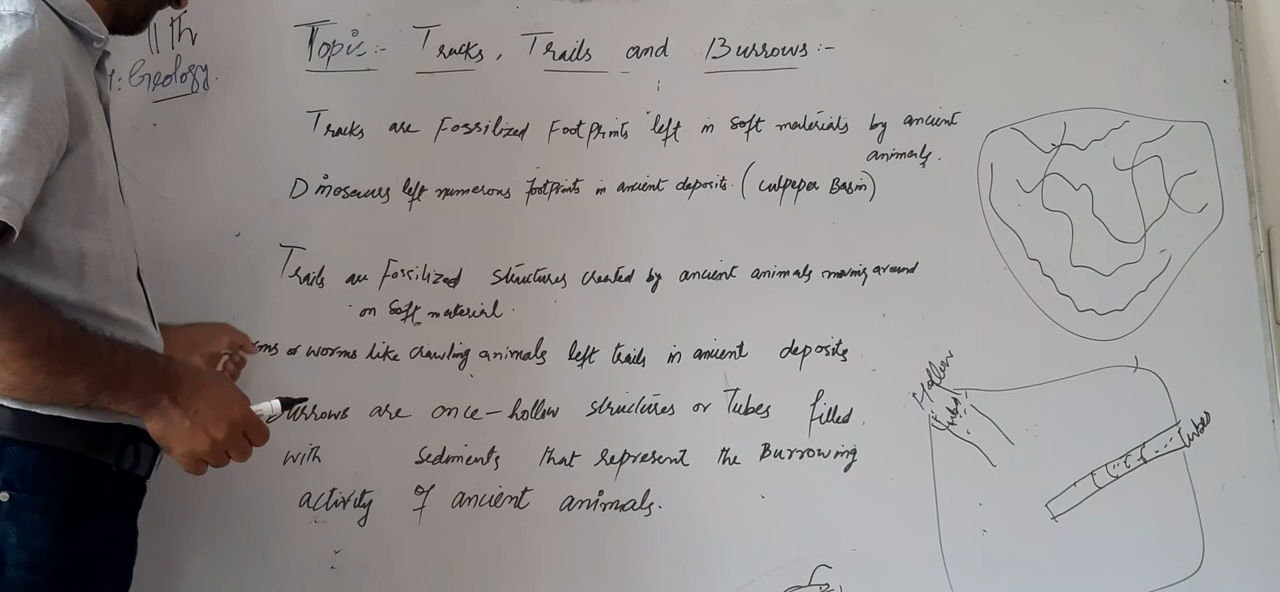 11th
: Geology.
Topic:- Tracks, Trails and Burrows:-
Tracks are Fossilized Footprints left in soft materials by ancient
animals.
Dinosaurs left numerous footprints in ancient deposits. (Culpeper Basin)
Trails are Fossilized structures created by ancient animals moving around
on soft material.
ms or worms like crawling animals left trails in ancient deposits
Burrows are once-hollow structures or Tubes filled
with sediments that represent the Burrowing
activity of ancient animals.
Hollow
Tubes